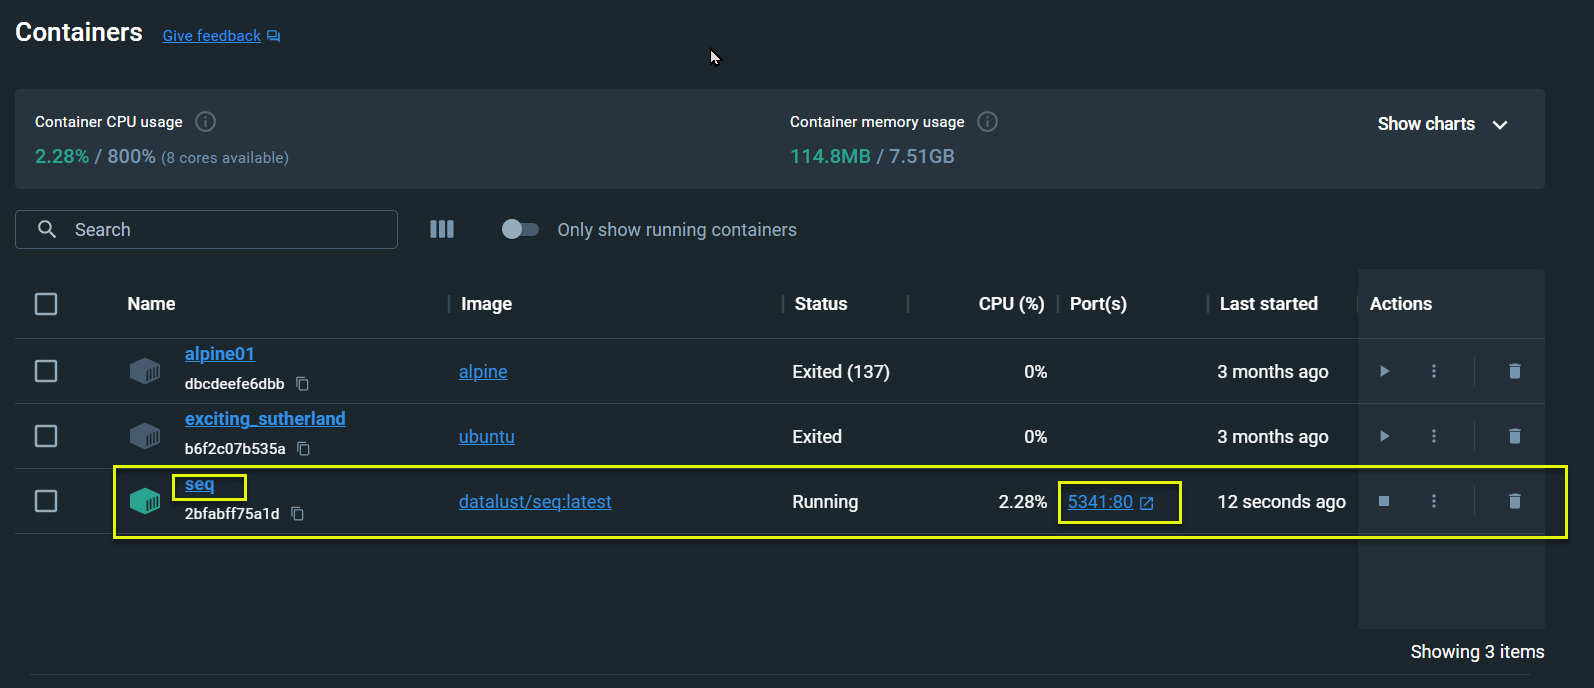 Containers Give feedback
Container CPU usage
2.28% / 800% (8 cores available)
Container memory usage
114.8MB / 7.51GB
Show charts
Search
Only show running containers
Name Image Status CPU (%) Port(s) Last started Actions
alpine01
dbcdeefe6dbb
alpine Exited (137) 0% 3 months ago
exciting_sutherland
b6f2c07b535a
ubuntu Exited 0% 3 months ago
seq
2bfabff75a1d
datalust/seq:latest Running 2.28% 5341:80 12 seconds ago
Showing 3 items